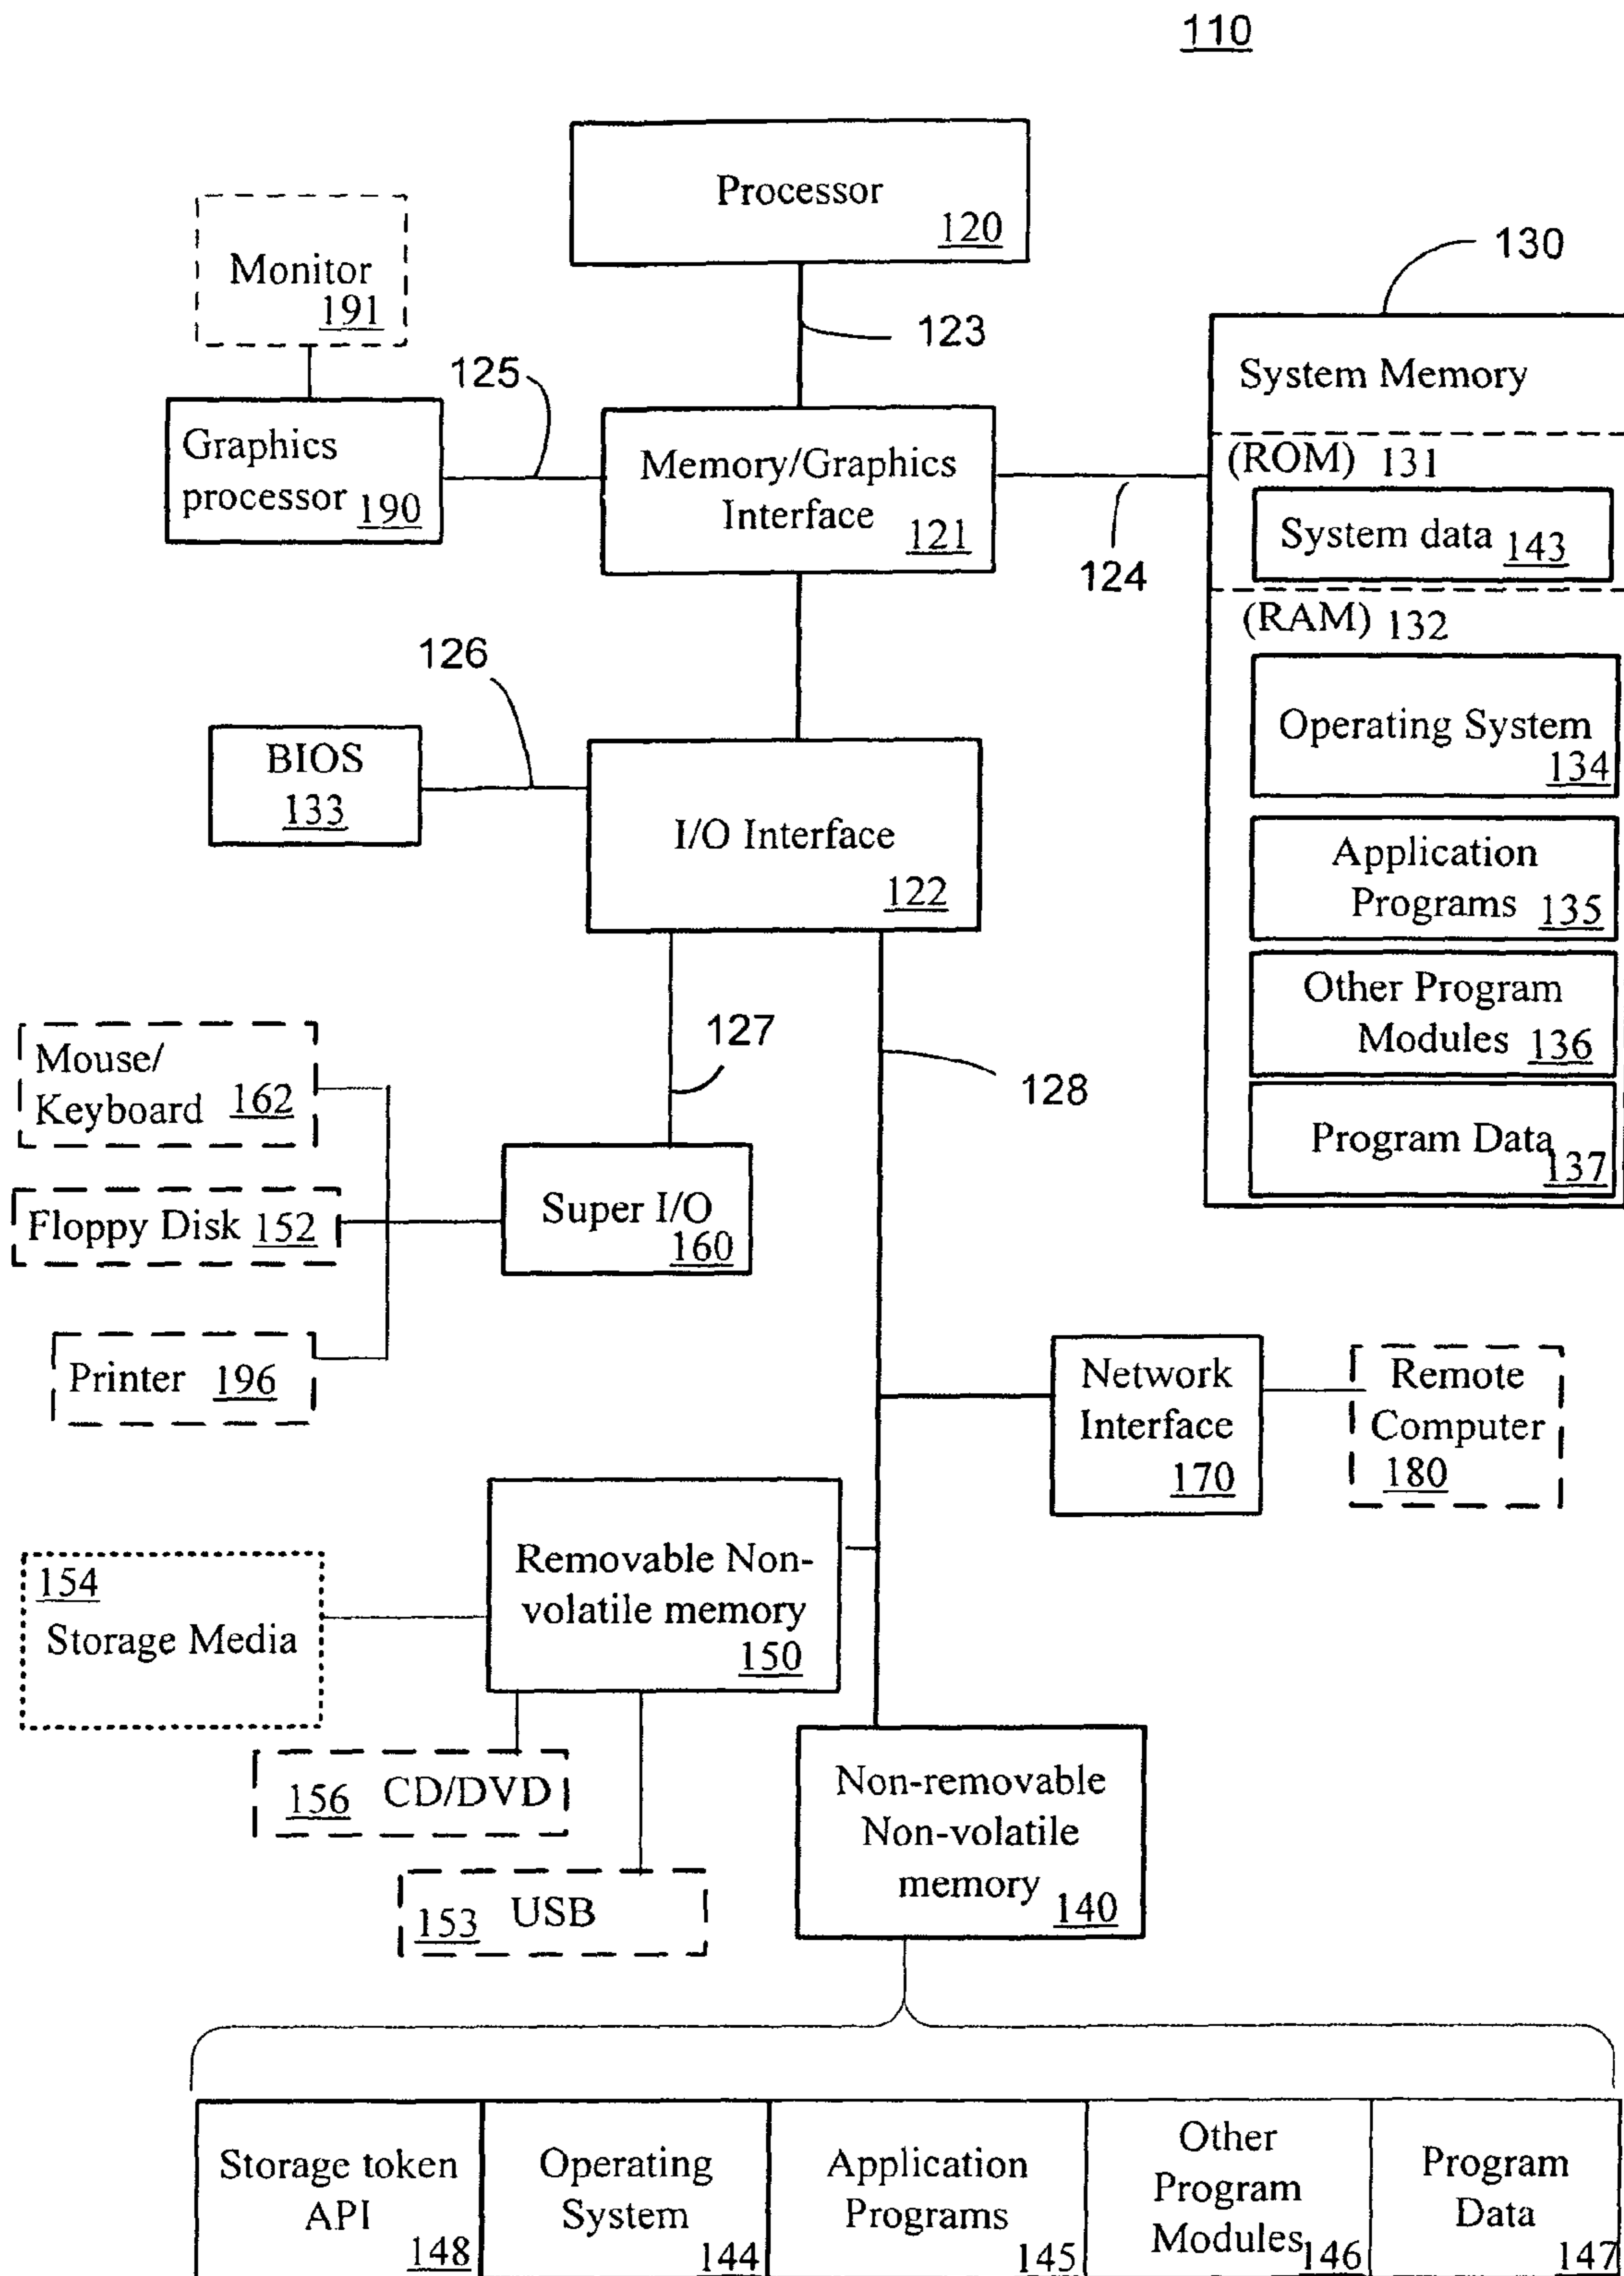 110
Processor
120
Monitor
191
130
123
125
System Memory
Graphics
processor 190
Memory/Graphics
Interface
121
(ROM) 131
System data 143
124
(RAM) 132
126
Operating System
134
BIOS
133
I/O Interface
122
Application
Programs 135
Other Program
Modules 136
127
128
Mouse/
Keyboard 162
Program Data
137
Super I/O
160
Floppy Disk 152
Printer 196
Network
Interface
170
Remote
Computer
180
Removable Non-
volatile memory
150
154
Storage Media
156 CD/DVD
Non-removable
Non-volatile
memory
140
153 USB
Storage token
API
148
Operating
System
144
Application
Programs
145
Other
Program
Modules
146
Program
Data
147